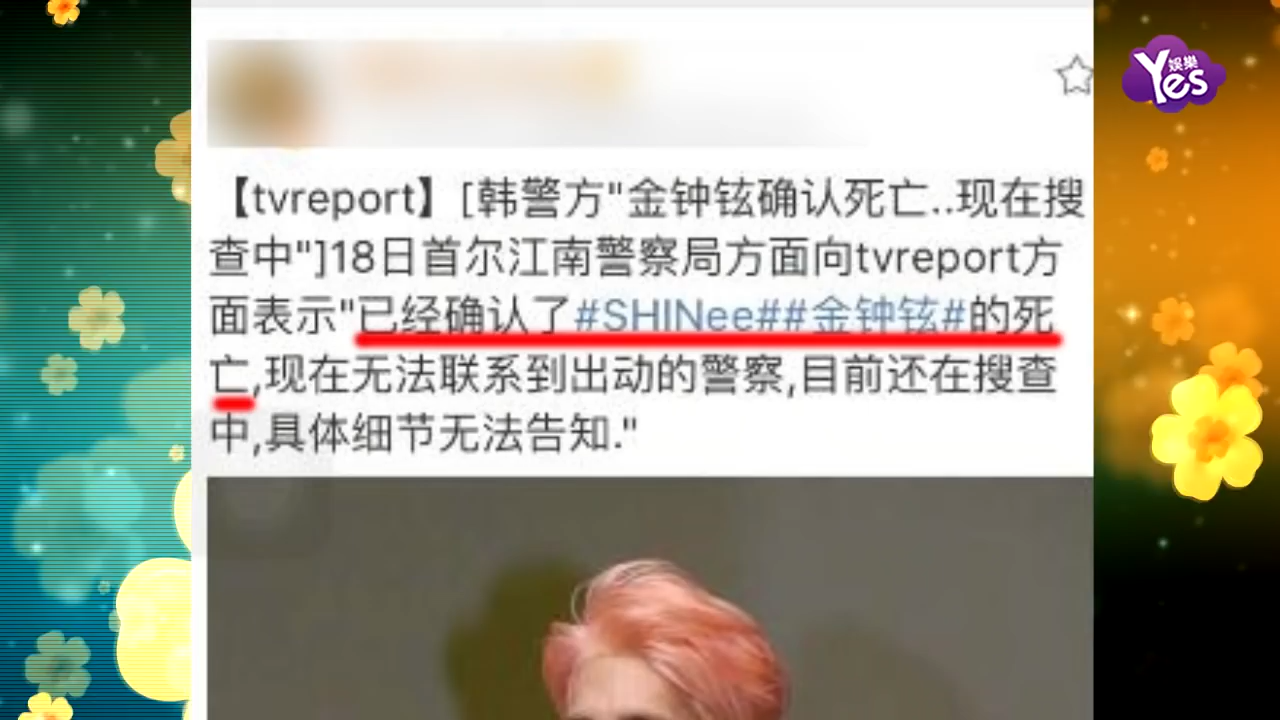 Yes娛樂
【tvreport】[韩警方"金钟铉确认死亡..现在搜
查中"]18日首尔江南警察局方面向tvreport方
面表示"已经确认了#SHINee##金钟铉#的死
亡,现在无法联系到出动的警察,目前还在搜查
中,具体细节无法告知."